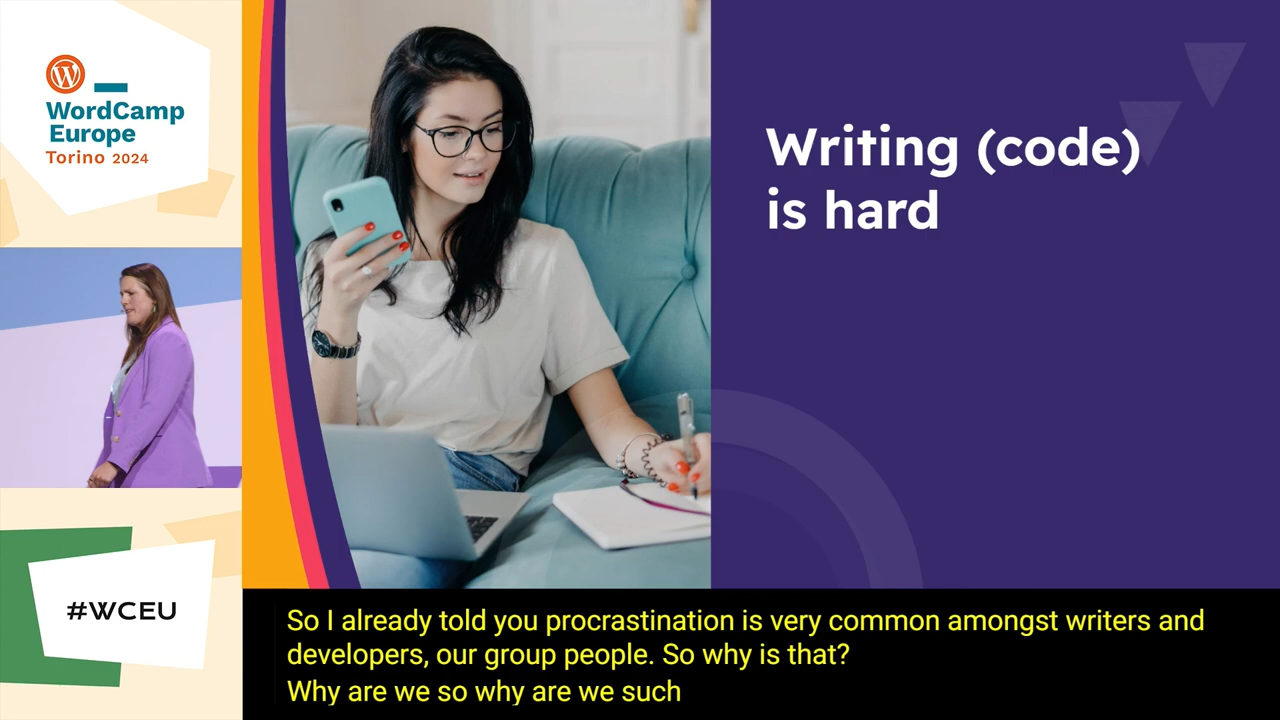 WordCamp
Europe
Torino 2024
#WCEU
Writing (code)
is hard
So I already told you procrastination is very common amongst writers and
developers, our group people. So why is that?
Why are we so why are we such